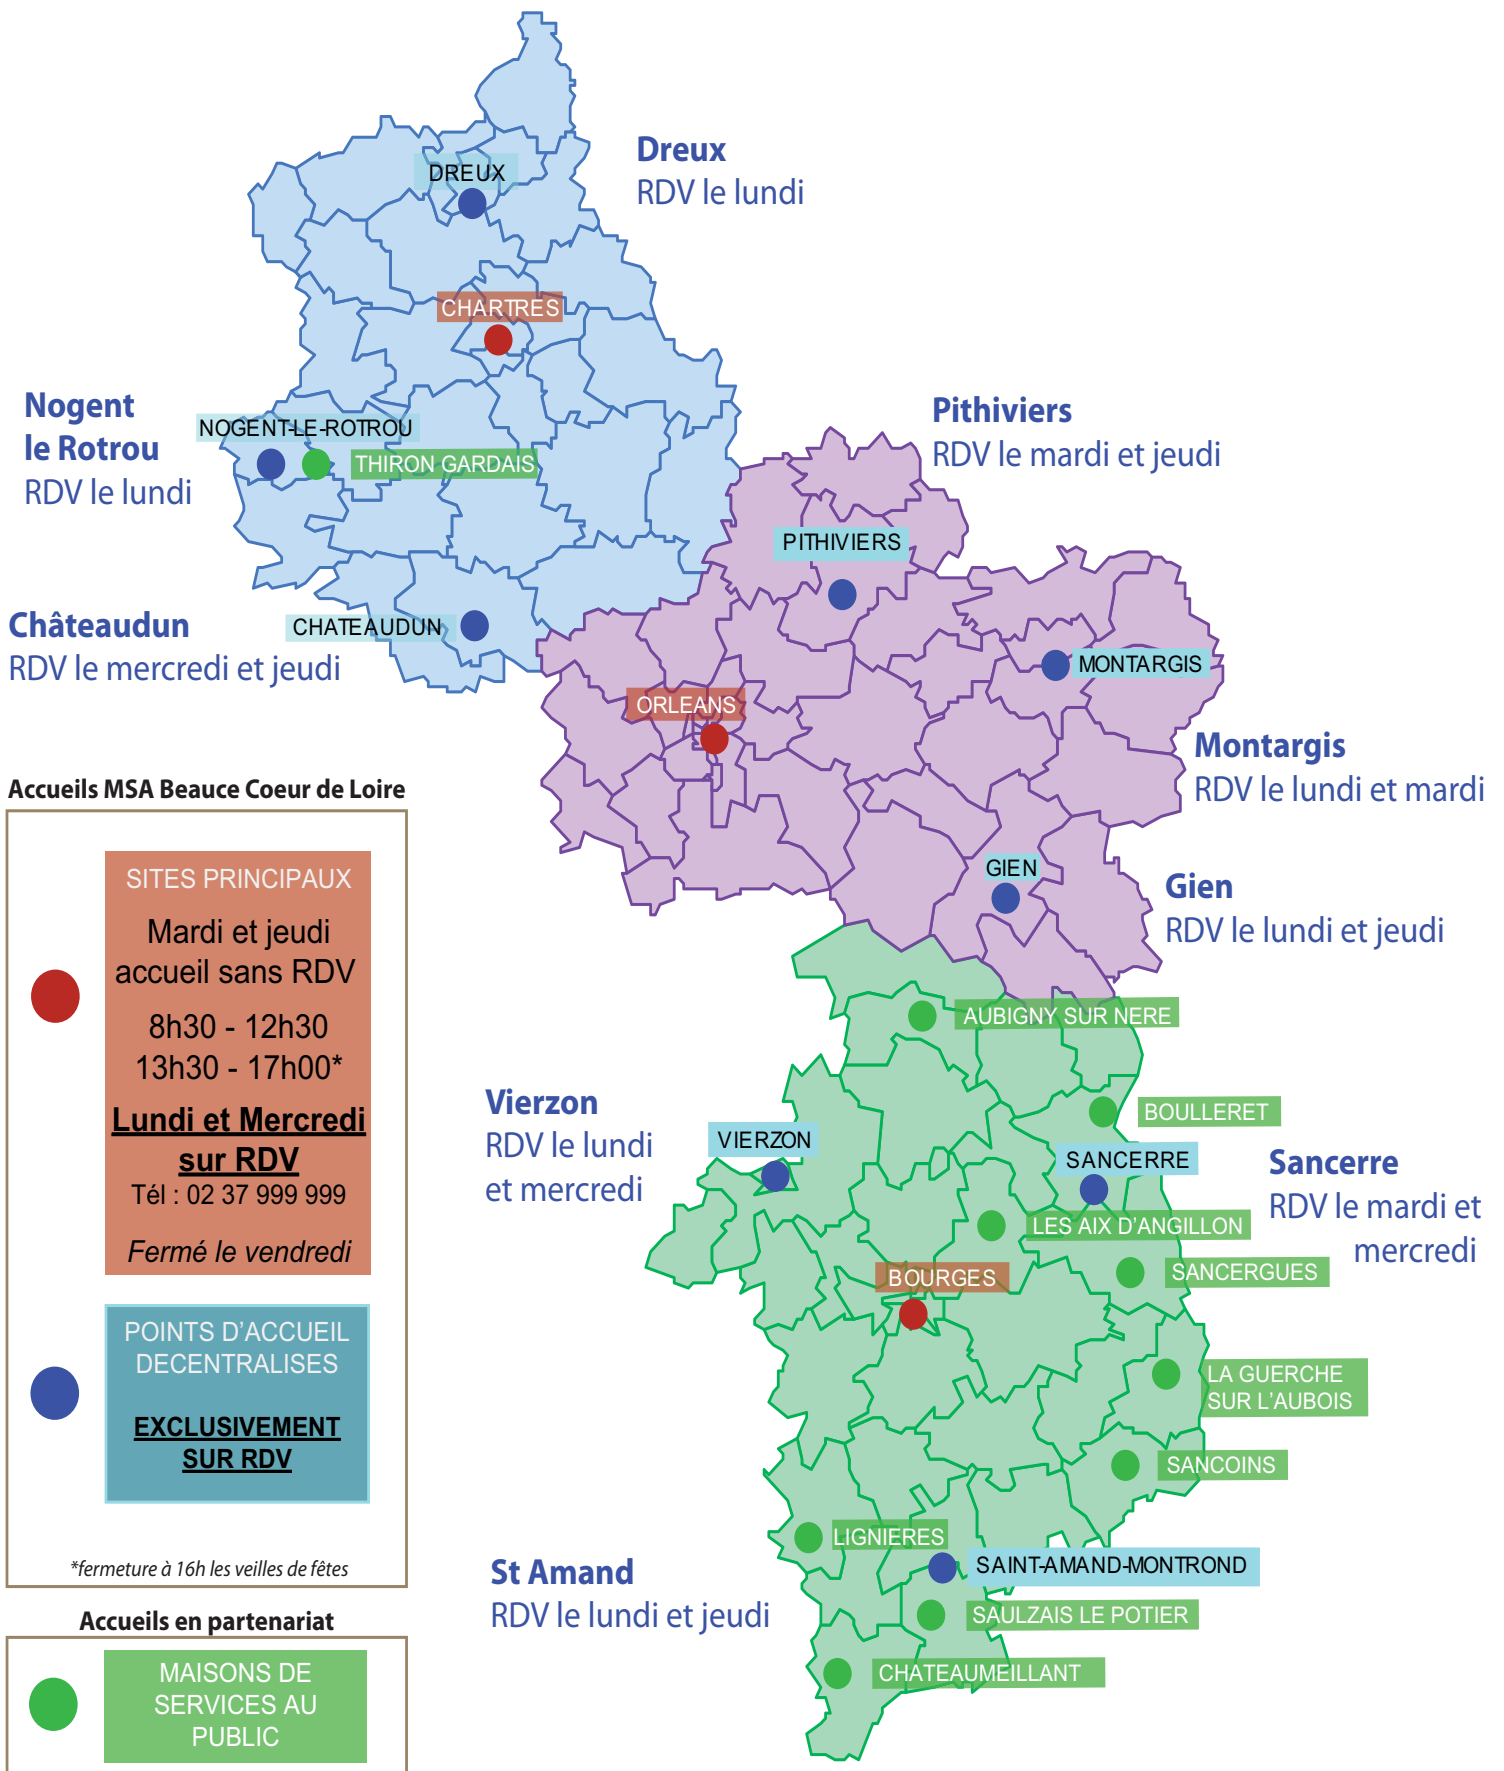 Dreux
RDV le lundi
DREUX
CHARTRES
Nogent
le Rotrou
RDV le lundi
NOGENT-LE-ROTROU
THIRON GARDAIS
Pithiviers
RDV le mardi et jeudi
PITHIVIERS
Châteaudun
RDV le mercredi et jeudi
CHATEAUDUN
MONTARGIS
ORLEANS
Montargis
RDV le lundi et mardi
GIEN
Gien
RDV le lundi et jeudi
Accueils MSA Beauce Coeur de Loire
SITES PRINCIPAUX
Mardi et jeudi
accueil sans RDV
8h30 - 12h30
13h30 - 17h00*
Lundi et Mercredi
sur RDV
Tél : 02 37 999 999
Fermé le vendredi
POINTS D'ACCUEIL
DECENTRALISES
EXCLUSIVEMENT
SUR RDV
*fermeture à 16h les veilles de fêtes
Accueils en partenariat
MAISONS DE
SERVICES AU
PUBLIC
AUBIGNY SUR NERE
BOULLERET
Vierzon
RDV le lundi
et mercredi
VIERZON
SANCERRE
Sancerre
RDV le mardi et
mercredi
LES AIX D'ANGILLON
SANCERGUES
BOURGES
LA GUERCHE
SUR L'AUBOIS
SANCOINS
LIGNIERES
St Amand
RDV le lundi et jeudi
SAINT-AMAND-MONTROND
SAULZAIS LE POTIER
CHATEAUMEILLANT